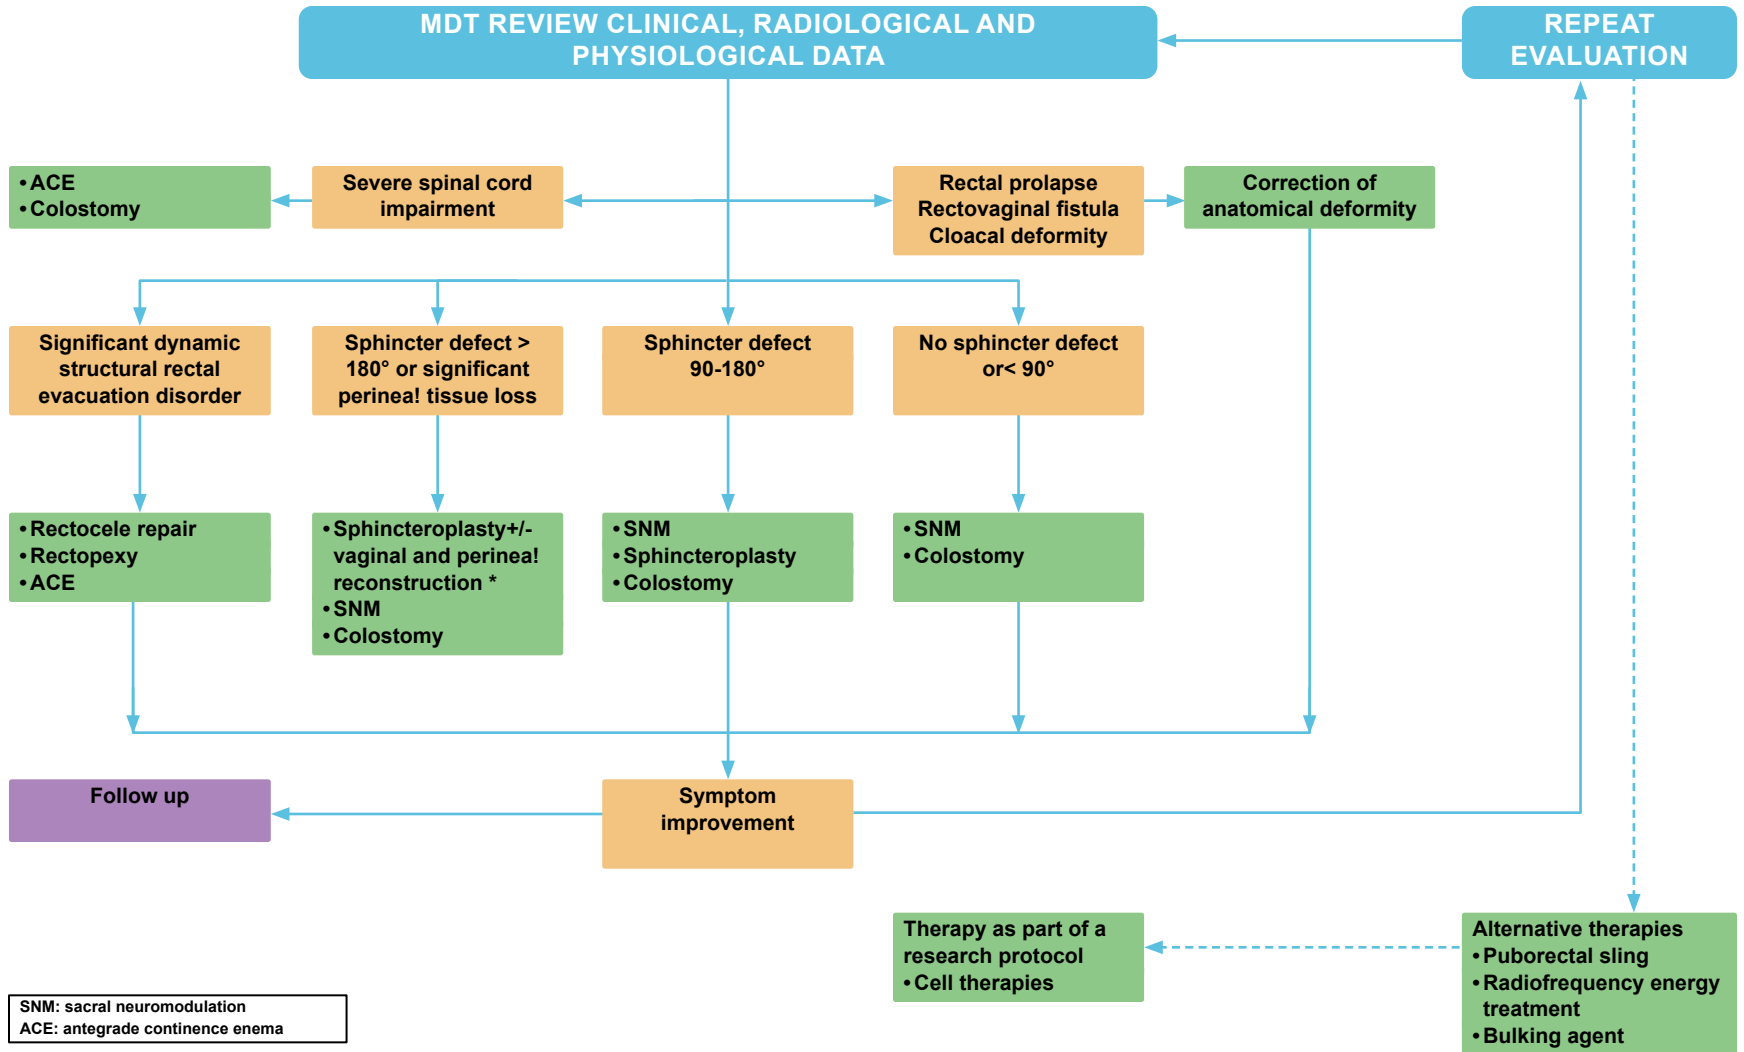 MDT REVIEW CLINICAL, RADIOLOGICAL AND
PHYSIOLOGICAL DATA
REPEAT
EVALUATION
• ACE
• Colostomy
Severe spinal cord
impairment
Rectal prolapse
Rectovaginal fistula
Cloacal deformity
Correction of
anatomical deformity
Significant dynamic
structural rectal
evacuation disorder
Sphincter defect >
180° or significant
perinea! tissue loss
Sphincter defect
90-180°
No sphincter defect
or< 90°
• Rectocele repair
• Rectopexy
• ACE
• Sphincteroplasty+/-
vaginal and perinea!
reconstruction *
• SNM
• Colostomy
• SNM
• Sphincteroplasty
• Colostomy
• SNM
• Colostomy
Follow up
Symptom
improvement
Therapy as part of a
research protocol
• Cell therapies
Alternative therapies
• Puborectal sling
• Radiofrequency energy
treatment
• Bulking agent
SNM: sacral neuromodulation
ACE: antegrade continence enema